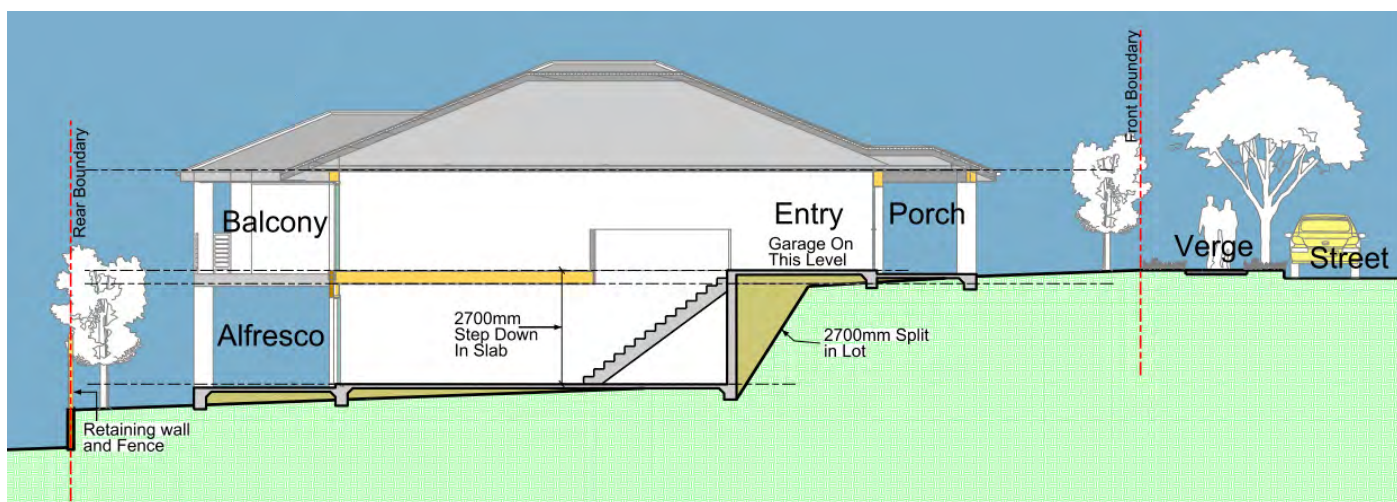 Rear Boundary
Balcony
Alfresco
Retaining wall
and Fence
2700mm
Step Down
In Slab
Entry
Garage On
This Level
Porch
2700mm Split
in Lot
Front Boundary
Verge
Street